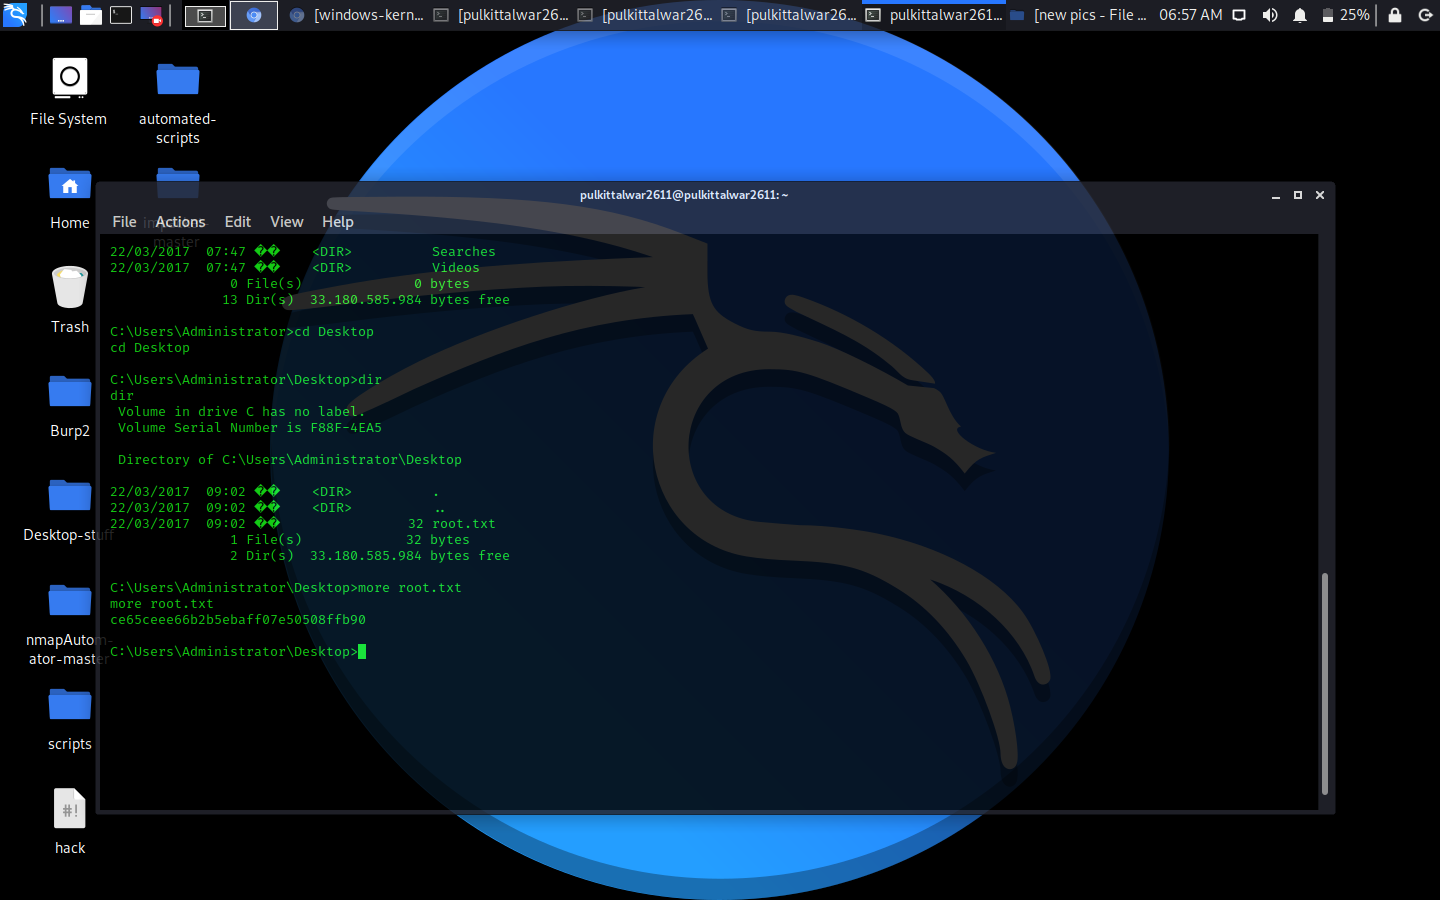 [windows-kern...
[pulkittalwar26...
[pulkittalwar26...
[pulkittalwar26...
pulkittalwar261...
[new pics - File ...
06:57 AM
25%
File System
automated-
scripts
Home
Trash
Burp2
Desktop-stuff
nmapAutom-
ator-master
scripts
#!
hack
pulkittalwar2611@pulkittalwar2611: ~
File Actions Edit View Help
master
22/03/2017 07:47 �� <DIR> Searches
22/03/2017 07:47 �� <DIR> Videos
0 File(s) 0 bytes
13 Dir(s) 33.180.585.984 bytes free
C:\Users\Administrator>cd Desktop
cd Desktop
C:\Users\Administrator\Desktop>dir
dir
Volume in drive C has no label.
Volume Serial Number is F88F-4EA5
Directory of C:\Users\Administrator\Desktop
22/03/2017 09:02 �� <DIR> .
22/03/2017 09:02 �� <DIR> ..
22/03/2017 09:02 �� 32 root.txt
1 File(s) 32 bytes
2 Dir(s) 33.180.585.984 bytes free
C:\Users\Administrator\Desktop>more root.txt
more root.txt
ce65ceee66b2b5ebaff07e50508ffb90
C:\Users\Administrator\Desktop>